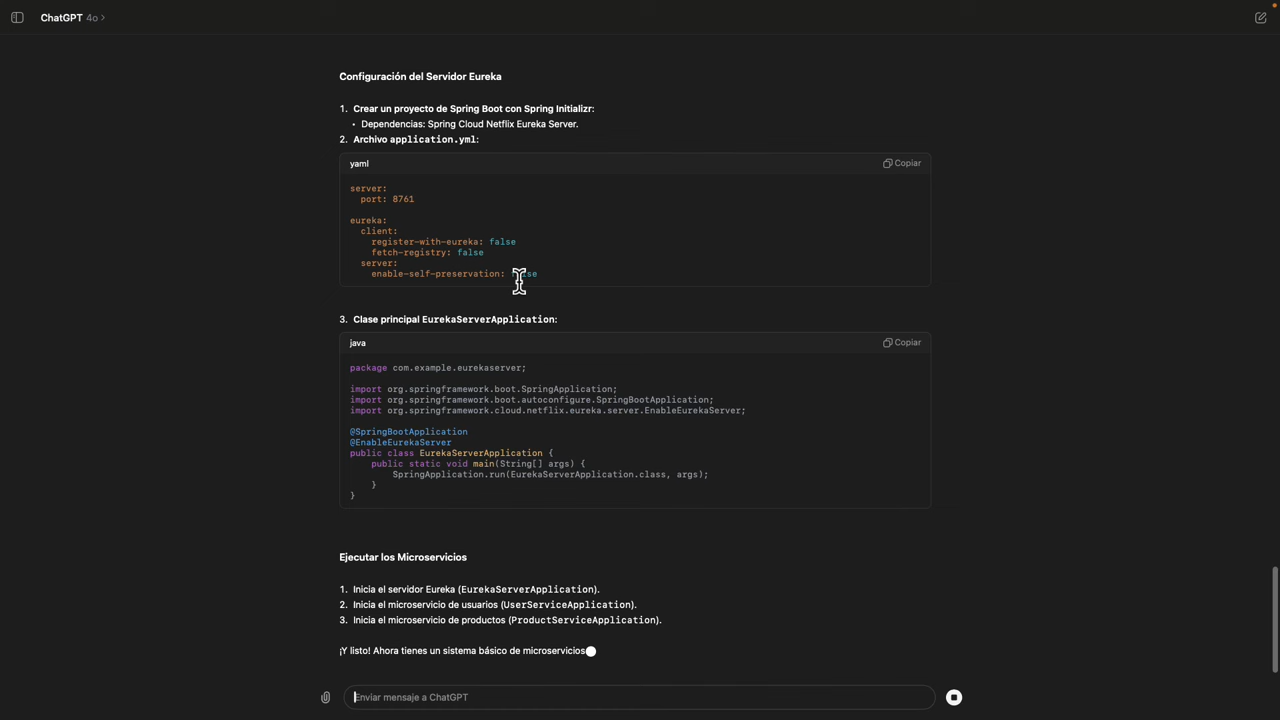 ChatGPT 4o >
Configuración del Servidor Eureka
1. Crear un proyecto de Spring Boot con Spring Initializr:
• Dependencias: Spring Cloud Netflix Eureka Server.
2. Archivo application.yml:
yaml
Copiar
server:
  port: 8761
eureka:
  client:
    register-with-eureka: false
    fetch-registry: false
  server:
    enable-self-preservation: false
3. Clase principal EurekaServerApplication:
java
Copiar
package com.example.eurekaserver;
import org.springframework.boot.SpringApplication;
import org.springframework.boot.autoconfigure.SpringBootApplication;
import org.springframework.cloud.netflix.eureka.server.EnableEurekaServer;
@SpringBootApplication
@EnableEurekaServer
public class EurekaServerApplication {
    public static void main(String[] args) {
        SpringApplication.run(EurekaServerApplication.class, args);
    }
}
Ejecutar los Microservicios
1. Inicia el servidor Eureka (EurekaServerApplication).
2. Inicia el microservicio de usuarios (UserServiceApplication).
3. Inicia el microservicio de productos (ProductServiceApplication).
¡Y listo! Ahora tienes un sistema básico de microservicios
Enviar mensaje a ChatGPT